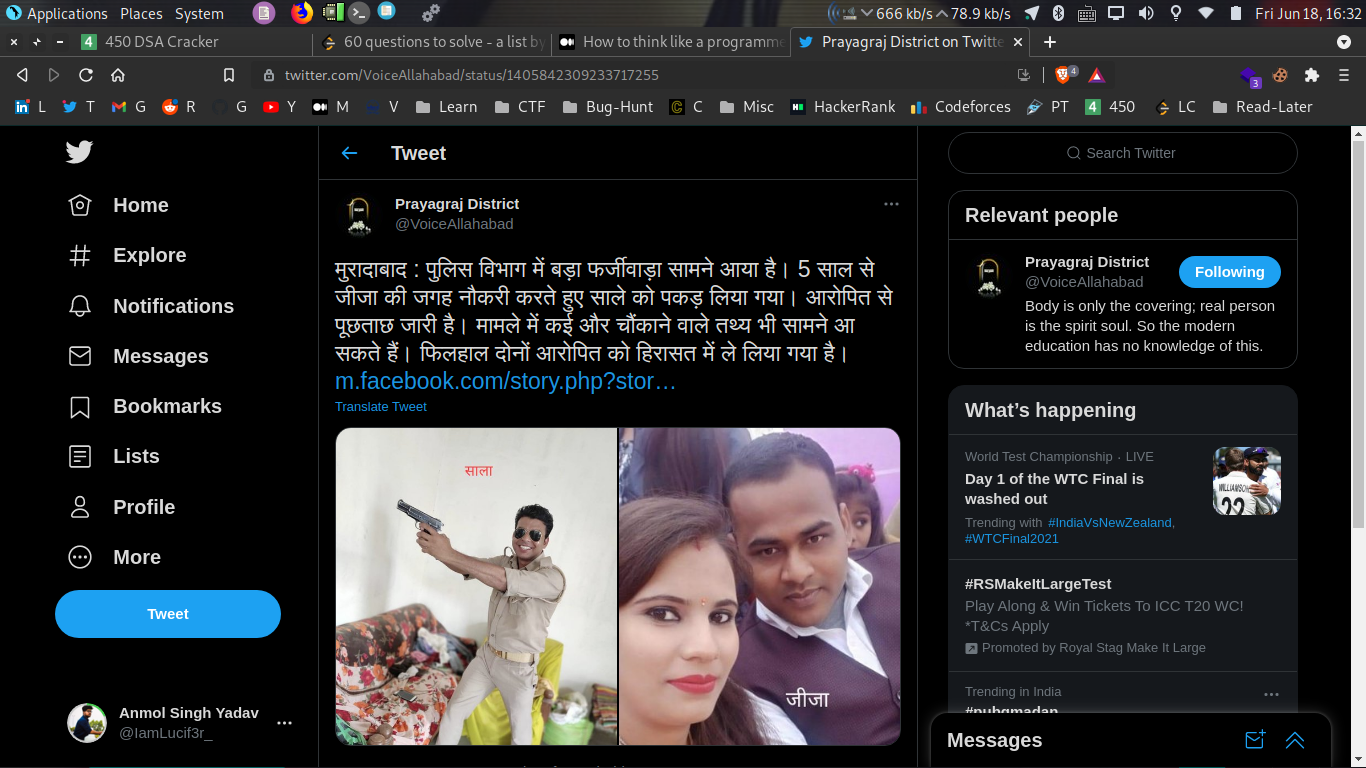 Applications Places System 666 kb/s 78.9 kb/s Fri Jun 18, 16:32
450 DSA Cracker 60 questions to solve - a list by How to think like a programme Prayagraj District on Twitte
twitter.com/VoiceAllahabad/status/1405842309233717255 4 3
L T G R G Y M V Learn CTF Bug-Hunt C Misc HackerRank Codeforces PT 450 LC Read-Later
Home
Explore
Notifications
Messages
Bookmarks
Lists
Profile
More
Tweet
Anmol Singh Yadav
@IamLucif3r_
Tweet
Prayagraj District
@VoiceAllahabad
मुरादाबाद : पुलिस विभाग में बड़ा फर्जीवाड़ा सामने आया है। 5 साल से
जीजा की जगह नौकरी करते हुए साले को पकड़ लिया गया। आरोपित से
पूछताछ जारी है। मामले में कई और चौंकाने वाले तथ्य भी सामने आ
सकते हैं। फिलहाल दोनों आरोपित को हिरासत में ले लिया गया है।
m.facebook.com/story.php?stor…
Translate Tweet
साला
जीजा
Search Twitter
Relevant people
Prayagraj District
@VoiceAllahabad
Following
Body is only the covering; real person
is the spirit soul. So the modern
education has no knowledge of this.
What's happening
World Test Championship · LIVE
Day 1 of the WTC Final is
washed out
Trending with #IndiaVsNewZealand,
#WTCFinal2021
WILLIAMSON
22
#RSMakeItLargeTest
Play Along & Win Tickets To ICC T20 WC!
*T&Cs Apply
Promoted by Royal Stag Make It Large
Trending in India
#pubgmadan
Messages